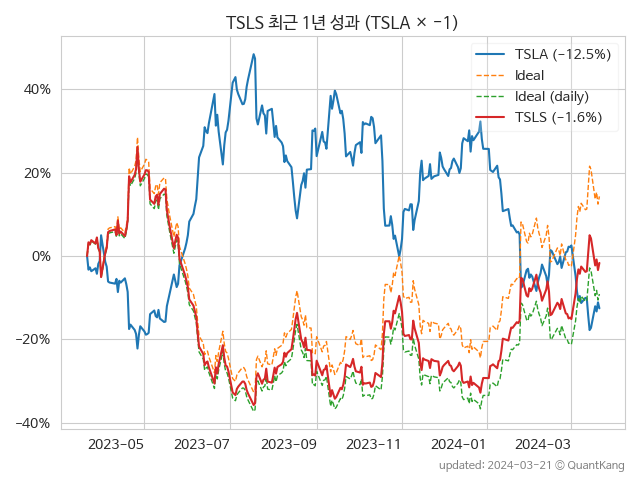 TSLS 최근 1년 성과 (TSLA × −1)
TSLA (−12.5%)
Ideal
Ideal (daily)
TSLS (−1.6%)
40%
20%
0%
−20%
−40%
2023−05 2023−07 2023−09 2023−11 2024−01 2024−03
updated: 2024-03-21 © QuantKang